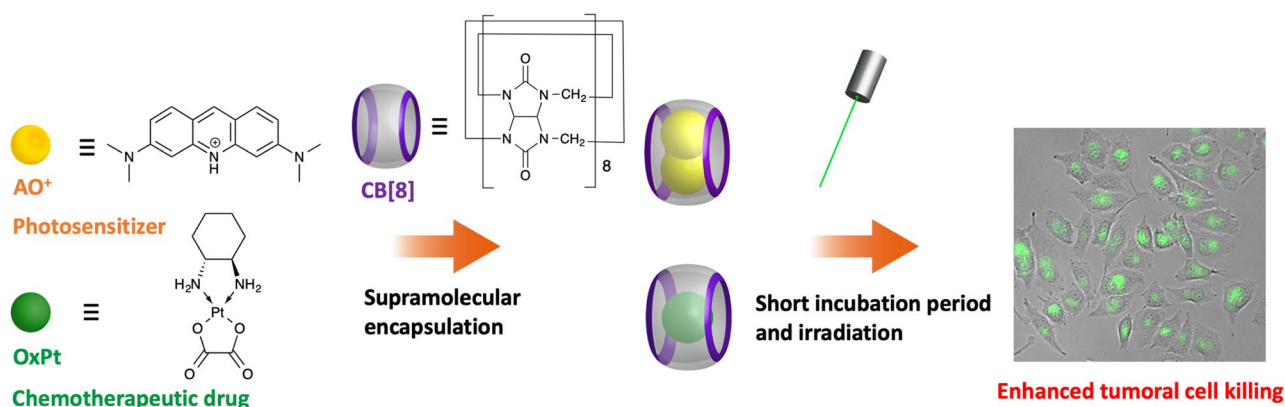 AO⁺
≡
N
N
H
+
Photosensitizer
H₂N
NH₂
Pt
O
O
O
O
≡
OxPt
Chemotherapeutic drug
≡
CB[8]
O
N
N
CH₂
N
N
CH₂
O
8
Supramolecular
encapsulation
Short incubation period
and irradiation
Enhanced tumoral cell killing